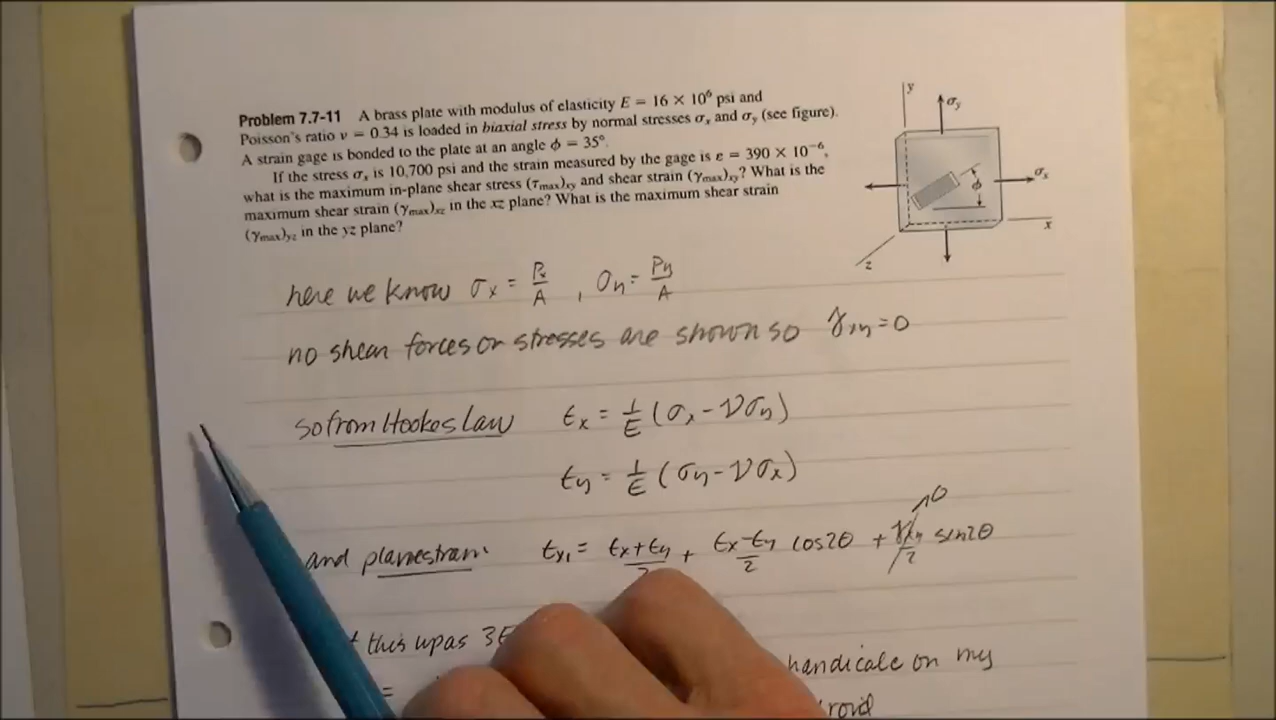 Problem 7.7-11 A brass plate with modulus of elasticity E = 16 × 10⁶ psi and
Poisson's ratio ν = 0.34 is loaded in biaxial stress by normal stresses σₓ and σᵧ (see figure).
A strain gage is bonded to the plate at an angle φ = 35°.
If the stress σₓ is 10,700 psi and the strain measured by the gage is ε = 390 × 10⁻⁶,
what is the maximum in-plane shear stress (τmax)xy and shear strain (γmax)xy? What is the
maximum shear strain (γmax)xz in the xz plane? What is the maximum shear strain
(γmax)yz in the yz plane?
y
σy
σx
φ
x
z
here we know σx = Px/A , σy = Py/A
no shear forces or stresses are shown so γxy = 0
so from Hookes law εx = 1/E (σx - νσy)
εy = 1/E (σy - νσx)
0
and planestrain εx1 = εx+εy/2 + εx-εy/2 cos2θ + γxy/2 sin2θ
this up as 3E
on my
=